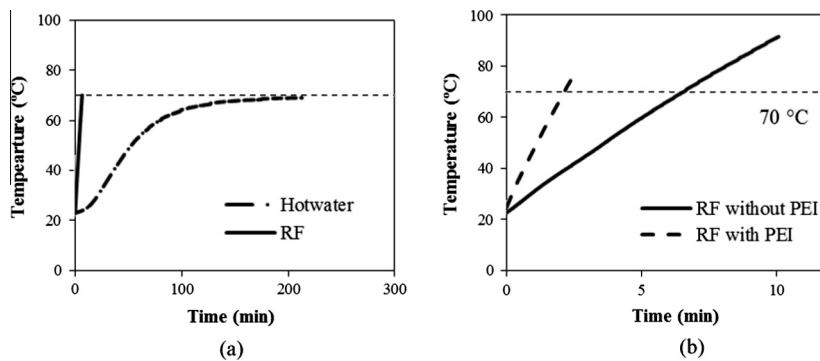 100
80
60
40
20
0
Tempearture (ºC)
Hotwater
RF
0
100
200
300
Time (min)
(a)
100
80
60
40
20
0
Temperature (ºC)
70 °C
RF without PEI
RF with PEI
0
5
10
Time (min)
(b)